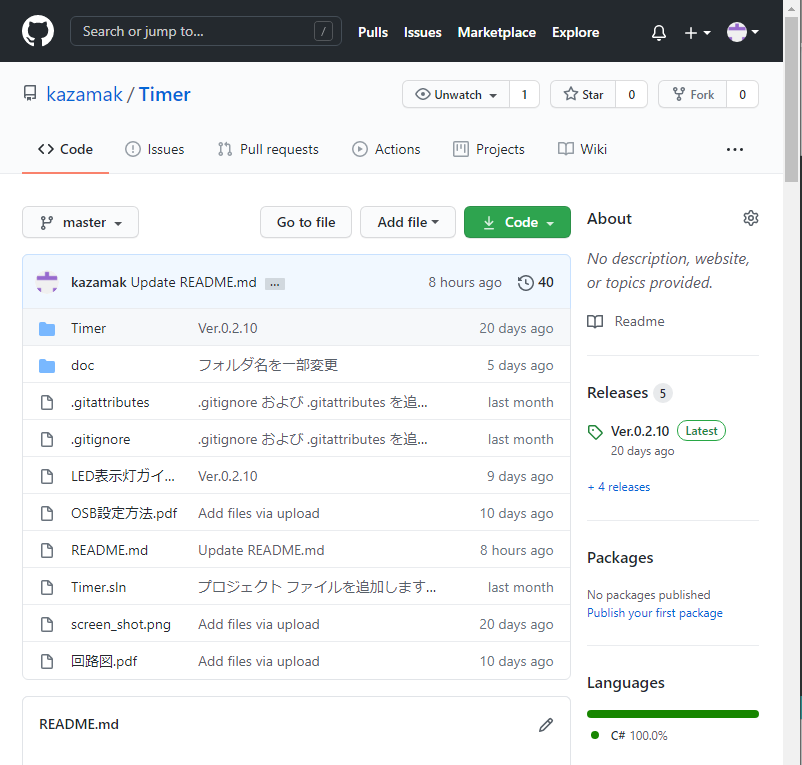 Search or jump to... / Pulls Issues Marketplace Explore
kazamak / Timer Unwatch 1 Star 0 Fork 0
Code Issues Pull requests Actions Projects Wiki ...
master Go to file Add file Code
kazamak Update README.md ... 8 hours ago 40
Timer Ver.0.2.10 20 days ago
doc フォルダ名を一部変更 5 days ago
.gitattributes .gitignore および .gitattributes を追... last month
.gitignore .gitignore および .gitattributes を追... last month
LED表示灯ガイ... Ver.0.2.10 9 days ago
OSB設定方法.pdf Add files via upload 10 days ago
README.md Update README.md 8 hours ago
Timer.sln プロジェクト ファイルを追加します... last month
screen_shot.png Add files via upload 20 days ago
回路図.pdf Add files via upload 10 days ago
README.md
About
No description, website,
or topics provided.
Readme
Releases 5
Ver.0.2.10 Latest
20 days ago
+ 4 releases
Packages
No packages published
Publish your first package
Languages
C# 100.0%